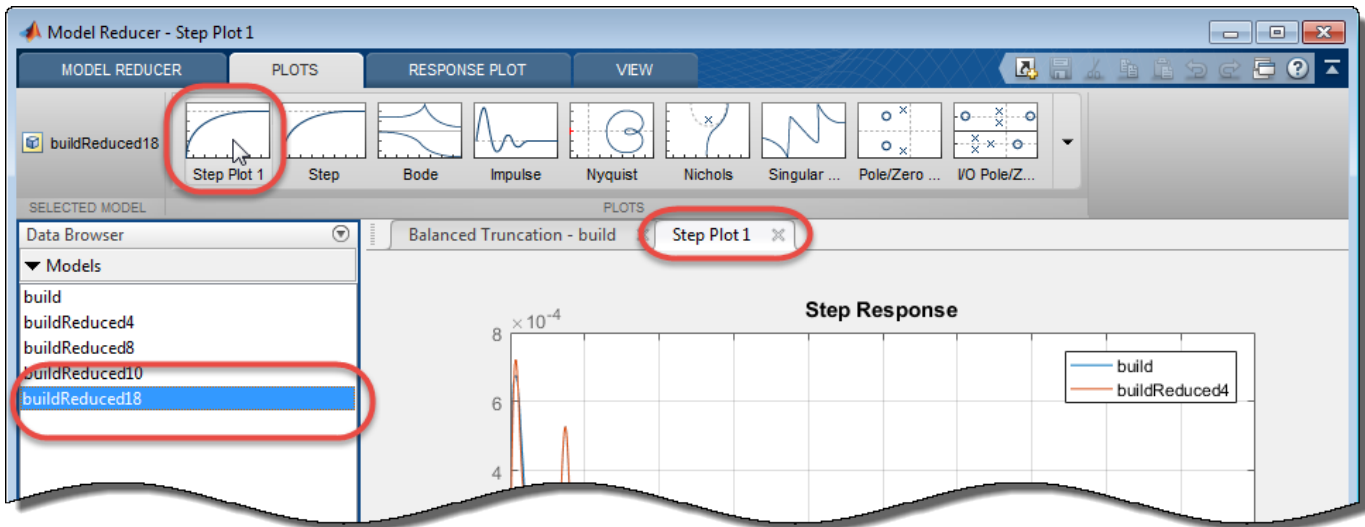 Model Reducer - Step Plot 1
MODEL REDUCER PLOTS RESPONSE PLOT VIEW
buildReduced18
Step Plot 1 Step Bode Impulse Nyquist Nichols Singular ... Pole/Zero ... I/O Pole/Z...
SELECTED MODEL PLOTS
Data Browser
Balanced Truncation - build Step Plot 1
Models
build
buildReduced4
buildReduced8
buildReduced10
buildReduced18
Step Response
×10⁻⁴
8
build
buildReduced4
6
4